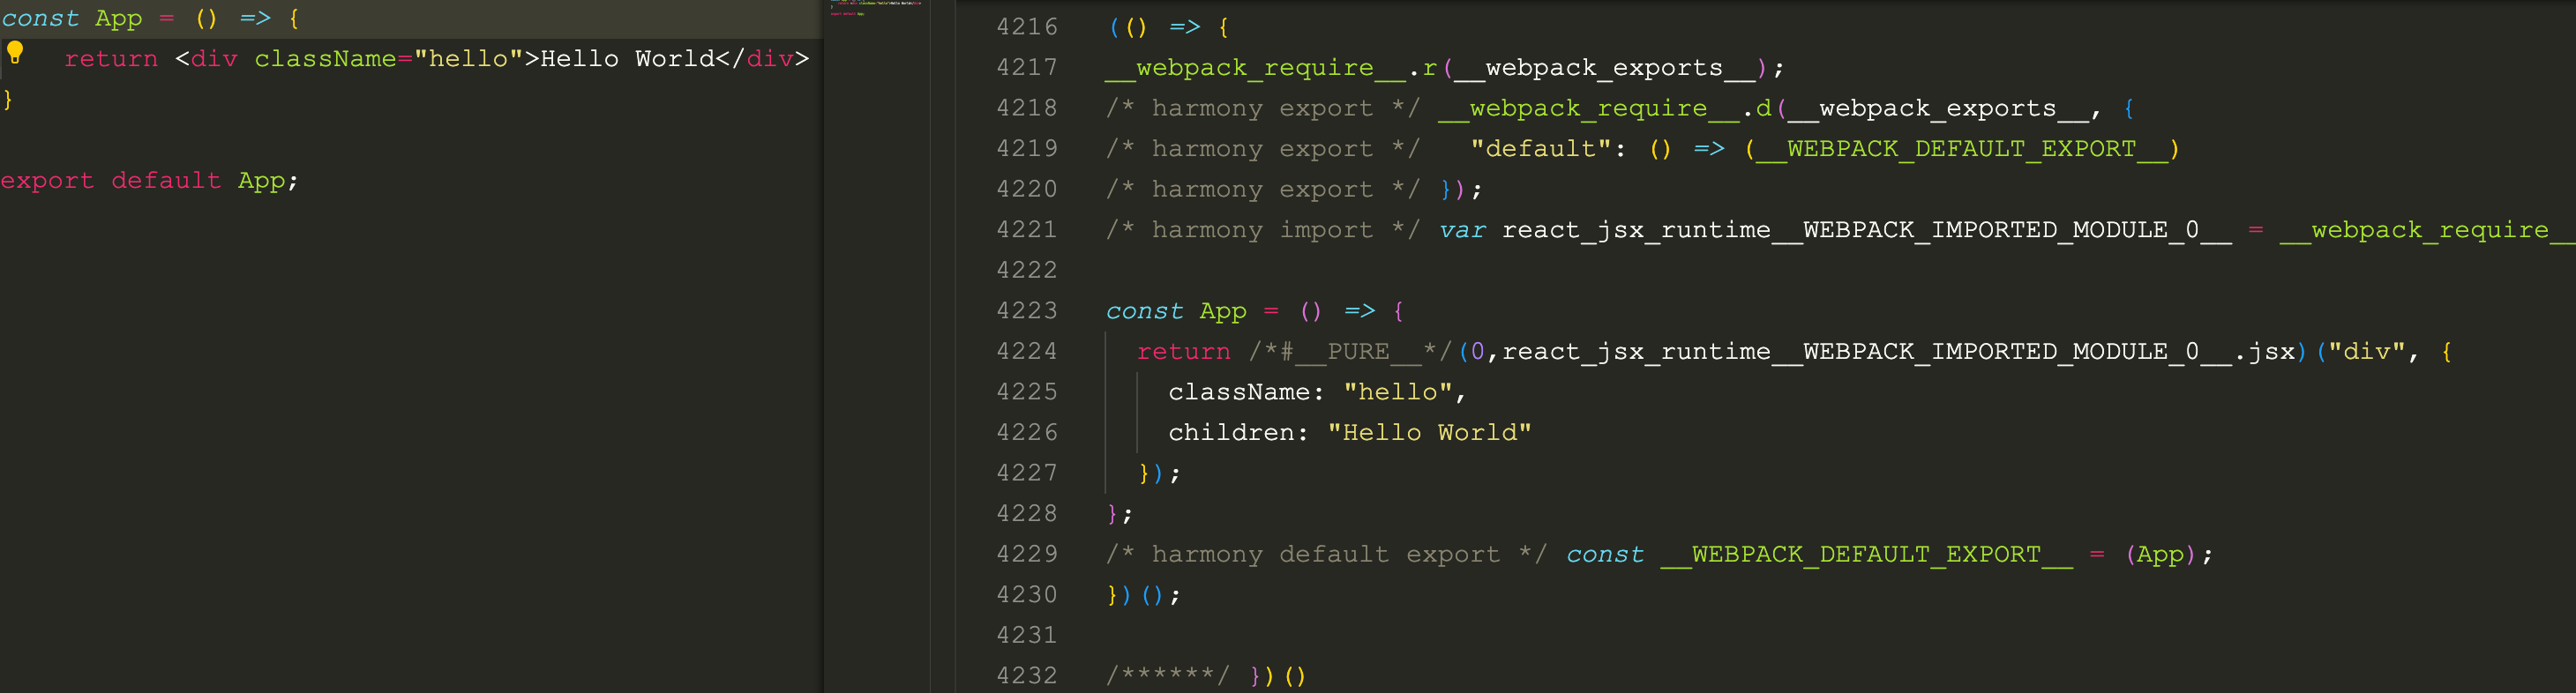 const App = () => {
    return <div className="hello">Hello World</div>
}
export default App;
4216 (() => {
4217 __webpack_require__.r(__webpack_exports__);
4218 /* harmony export */ __webpack_require__.d(__webpack_exports__, {
4219 /* harmony export */   "default": () => (__WEBPACK_DEFAULT_EXPORT__)
4220 /* harmony export */ });
4221 /* harmony import */ var react_jsx_runtime__WEBPACK_IMPORTED_MODULE_0__ = __webpack_require__
4222
4223 const App = () => {
4224   return /*#__PURE__*/(0,react_jsx_runtime__WEBPACK_IMPORTED_MODULE_0__.jsx)("div", {
4225     className: "hello",
4226     children: "Hello World"
4227   });
4228 };
4229 /* harmony default export */ const __WEBPACK_DEFAULT_EXPORT__ = (App);
4230 })();
4231
4232 /******/ })()